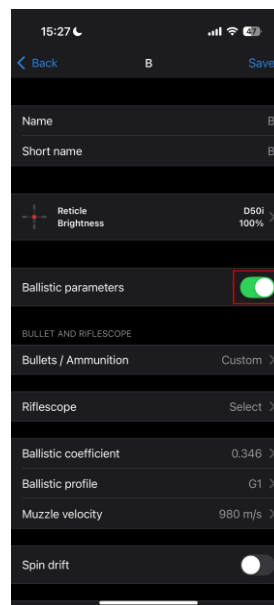 15:27
47
Back B Save
Name B
Short name B
Reticle D50i
Brightness 100%
Ballistic parameters
BULLET AND RIFLESCOPE
Bullets / Ammunition Custom
Riflescope Select
Ballistic coefficient 0.346
Ballistic profile G1
Muzzle velocity 980 m/s
Spin drift